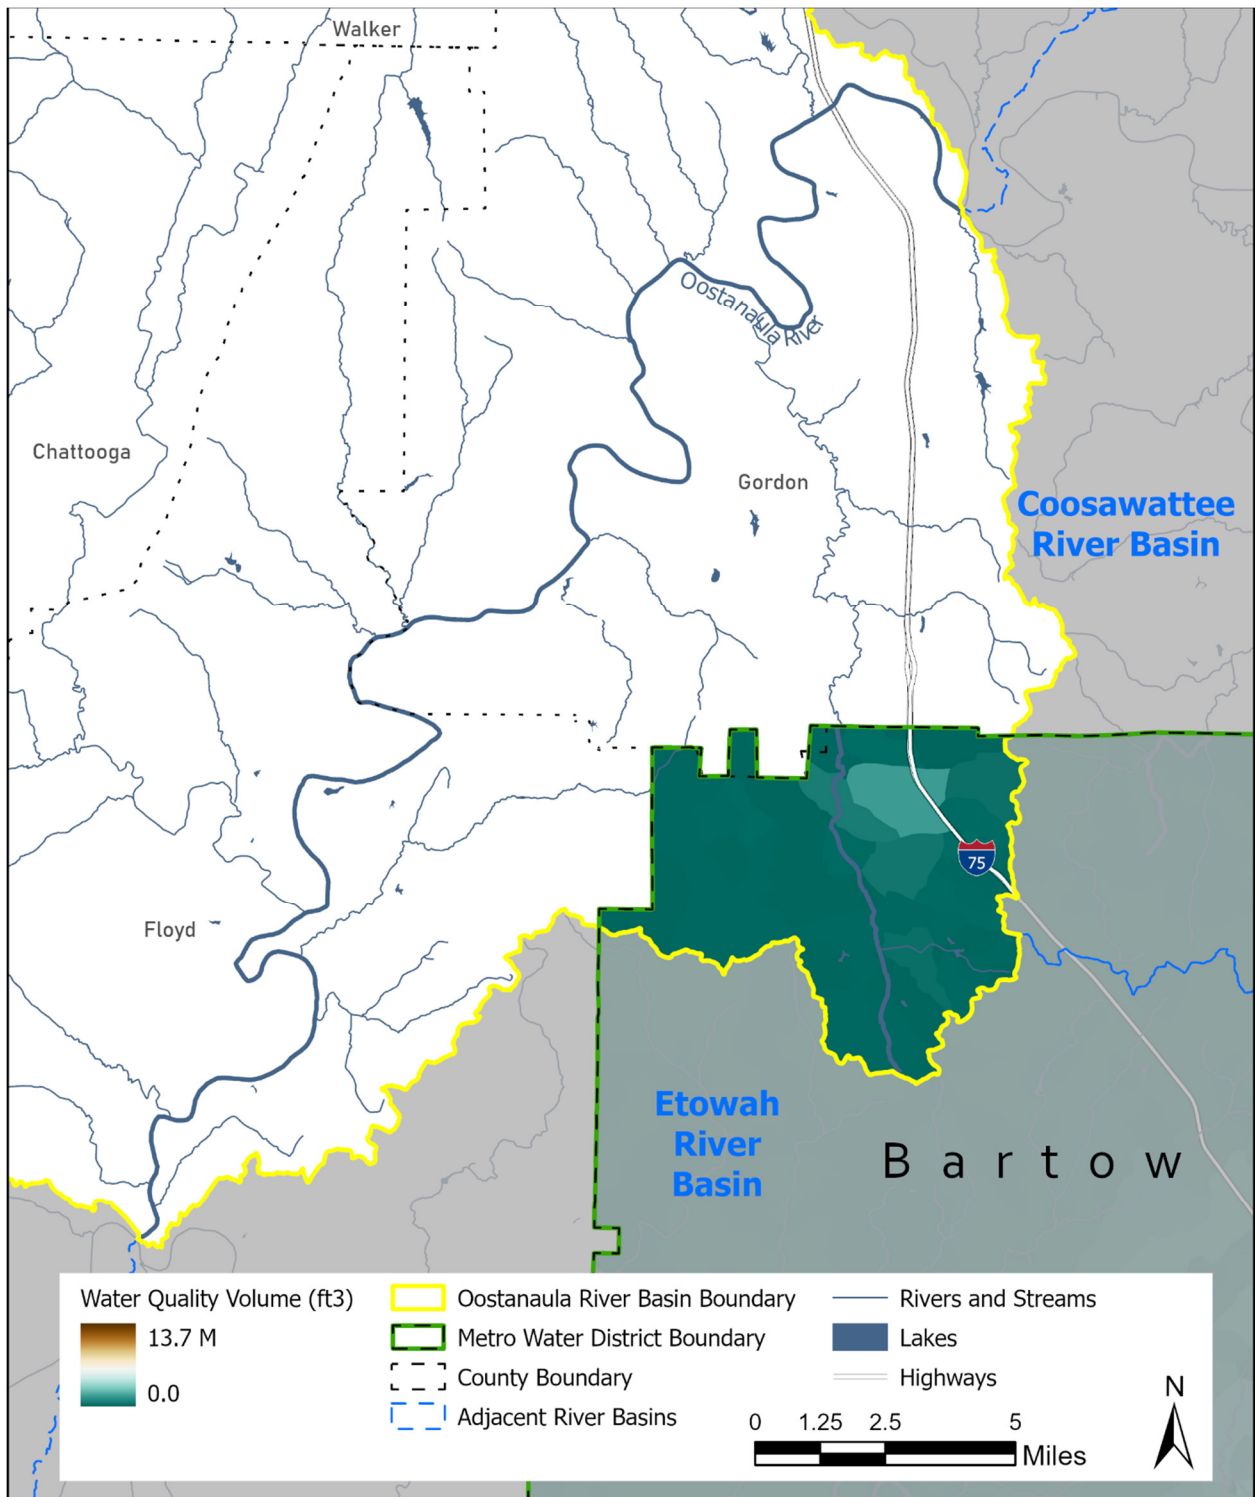 Walker
Oostanaula River
Chattooga
Gordon
Coosawattee
River Basin
75
Floyd
Etowah
River
Basin
Bartow
Water Quality Volume (ft3)
13.7 M
0.0
Oostanaula River Basin Boundary
Metro Water District Boundary
County Boundary
Adjacent River Basins
Rivers and Streams
Lakes
Highways
0 1.25 2.5 5
Miles
N